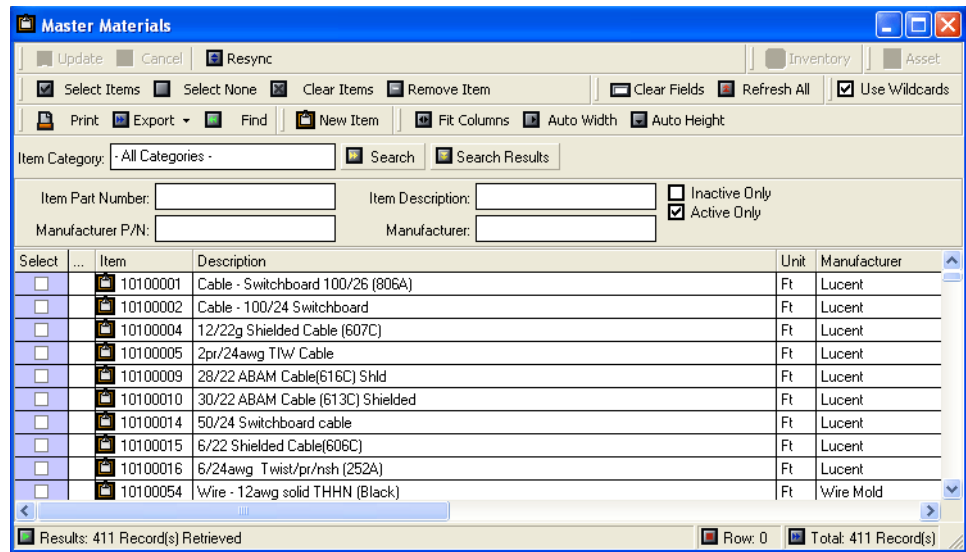 Master Materials
Update Cancel Resync Inventory Asset
Select Items Select None Clear Items Remove Item Clear Fields Refresh All Use Wildcards
Print Export Find New Item Fit Columns Auto Width Auto Height
Item Category: - All Categories - Search Search Results
Item Part Number: Item Description: Inactive Only
Active Only
Manufacturer P/N: Manufacturer:
Select ... Item Description Unit Manufacturer
10100001 Cable - Switchboard 100/26 (806A) Ft Lucent
10100002 Cable - 100/24 Switchboard Ft Lucent
10100004 12/22g Shielded Cable (607C) Ft Lucent
10100005 2pr/24awg TIW Cable Ft Lucent
10100009 28/22 ABAM Cable(616C) Shld Ft Lucent
10100010 30/22 ABAM Cable (613C) Shielded Ft Lucent
10100014 50/24 Switchboard cable Ft Lucent
10100015 6/22 Shielded Cable(606C) Ft Lucent
10100016 6/24awg Twist/pr/nsh (252A) Ft Lucent
10100054 Wire - 12awg solid THHN (Black) Ft Wire Mold
Results: 411 Record(s) Retrieved Row: 0 Total: 411 Record(s)